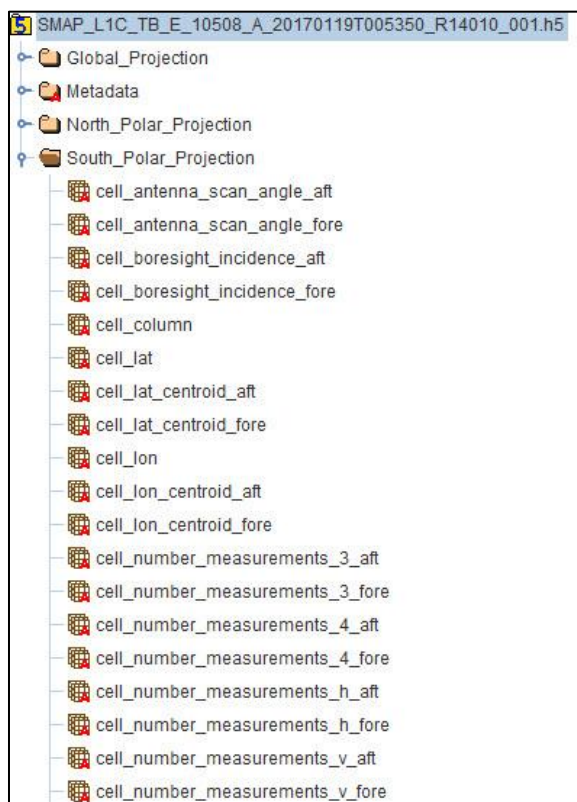 SMAP_L1C_TB_E_10508_A_20170119T005350_R14010_001.h5
Global_Projection
Metadata
North_Polar_Projection
South_Polar_Projection
cell_antenna_scan_angle_aft
cell_antenna_scan_angle_fore
cell_boresight_incidence_aft
cell_boresight_incidence_fore
cell_column
cell_lat
cell_lat_centroid_aft
cell_lat_centroid_fore
cell_lon
cell_lon_centroid_aft
cell_lon_centroid_fore
cell_number_measurements_3_aft
cell_number_measurements_3_fore
cell_number_measurements_4_aft
cell_number_measurements_4_fore
cell_number_measurements_h_aft
cell_number_measurements_h_fore
cell_number_measurements_v_aft
cell_number_measurements_v_fore